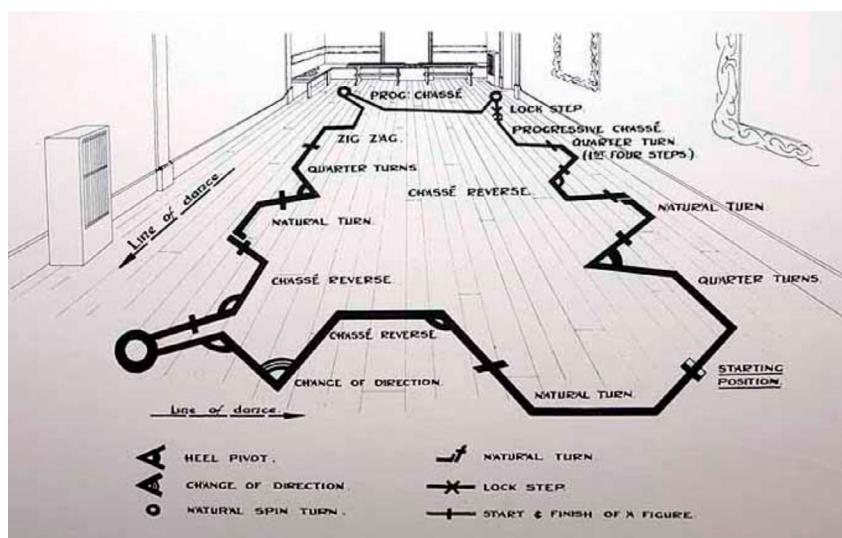 PROG: CHASSÉ
LOCK STEP.
PROGRESSIVE CHASSÉ.
ZIG ZAG.
QUARTER TURN.
(1ST FOUR STEPS.)
QUARTER TURNS
CHASSÉ REVERSE.
NATURAL TURN.
NATURAL TURN.
Line of dance
CHASSÉ REVERSE.
QUARTER TURNS.
CHASSÉ REVERSE
STARTING
POSITION.
CHANGE OF DIRECTION.
NATURAL TURN.
Line of dance
HEEL PIVOT.
NATURAL TURN.
CHANGE OF DIRECTION.
LOCK STEP.
NATURAL SPIN TURN.
START & FINISH OF A FIGURE.